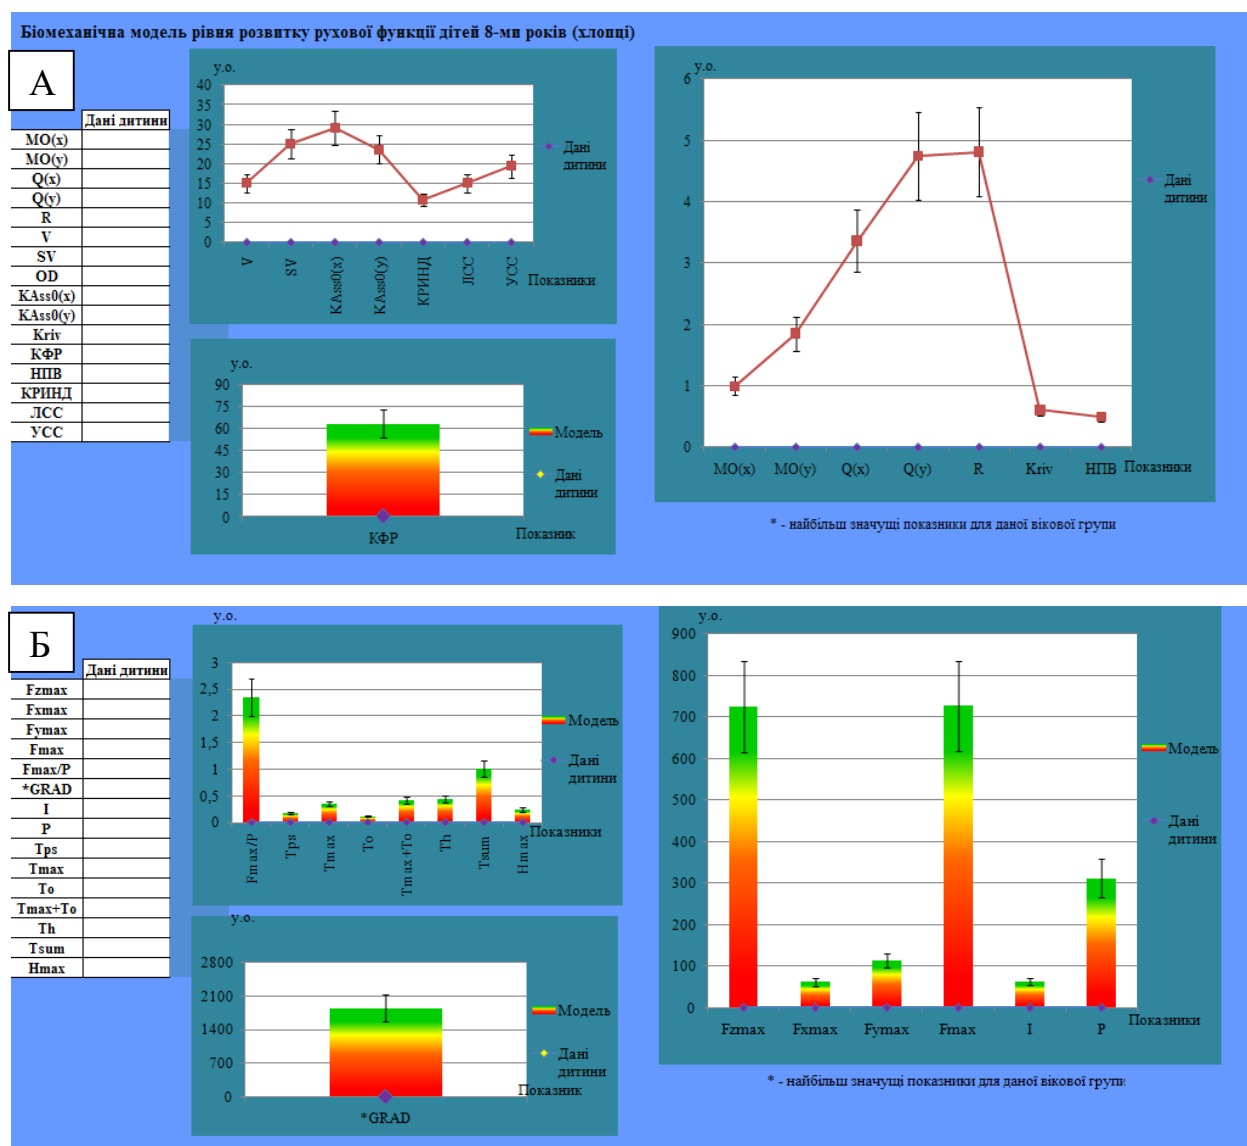 Біомеханічна модель рівня розвитку рухової функції дітей 8-ми років (хлопці)
А
Дані дитини
MO(x)
MO(y)
Q(x)
Q(y)
R
V
SV
OD
KAss0(x)
KAss0(y)
Kriv
КФР
НПВ
КРИНД
ЛСС
УСС
у.о.
40
35
30
25
20
15
10
5
0
V
SV
KAss0(x)
KAss0(y)
КРИНД
ЛСС
УСС
Показники
Дані
дитини
у.о.
90
75
60
45
30
15
0
КФР
Показник
Модель
Дані
дитини
у.о.
6
5
4
3
2
1
0
MO(x)
MO(y)
Q(x)
Q(y)
R
Kriv
НПВ
Показники
Дані
дитини
* - найбільш значущі показники для даної вікової групи
Б
Дані дитини
Fzmax
Fxmax
Fymax
Fmax
Fmax/P
*GRAD
I
P
Tps
Tmax
To
Tmax+To
Th
Tsum
Hmax
у.о.
3
2,5
2
1,5
1
0,5
0
Fmax/P
Tps
Tmax
To
Tmax+To
Th
Tsum
Hmax
Показники
Модель
Дані
дитини
у.о.
2800
2100
1400
700
0
*GRAD
Показник
Модель
Дані
дитини
у.о.
900
800
700
600
500
400
300
200
100
0
Fzmax
Fxmax
Fymax
Fmax
I
P
Показники
Модель
Дані
дитини
* - найбільш значущі показники для даної вікової групи